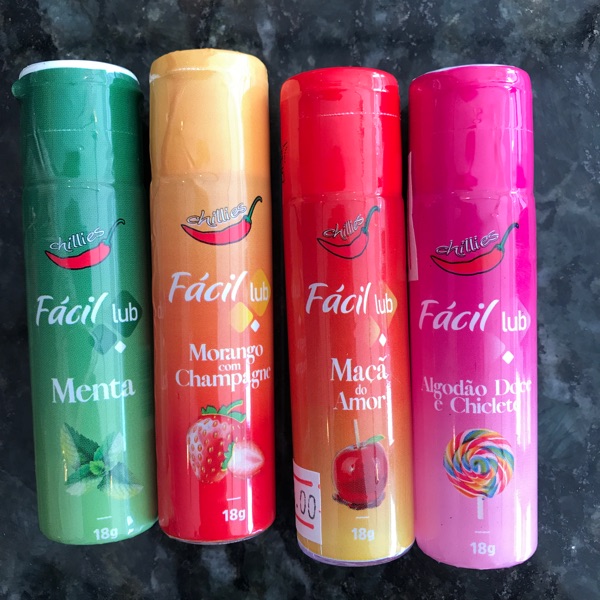 chillies
Fácil lub
Menta
18g
chillies
Fácil lub
Morango
com
Champagne
18g
chillies
Fácil lub
Maçã
do
Amor
.00
18g
chillies
Fácil lub
Algodão Doce
e Chiclete
18g